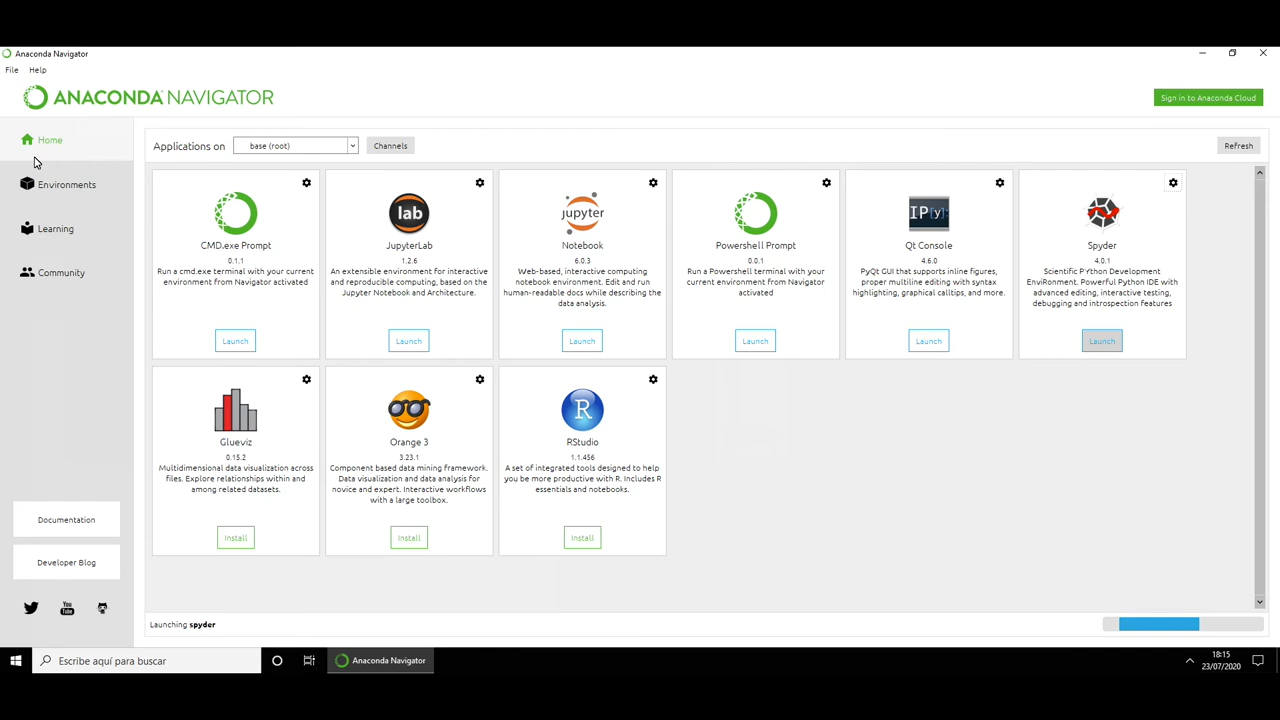 Anaconda Navigator
File Help
ANACONDA NAVIGATOR
Sign in to Anaconda Cloud
Home
Environments
Learning
Community
Documentation
Developer Blog
You Tube
Applications on base (root) Channels Refresh
CMD.exe Prompt
0.1.1
Run a cmd.exe terminal with your current
environment from Navigator activated
Launch
lab
JupyterLab
1.2.6
An extensible environment for interactive
and reproducible computing, based on the
Jupyter Notebook and Architecture.
Launch
jupyter
Notebook
6.0.3
Web-based, interactive computing
notebook environment. Edit and run
human-readable docs while describing the
data analysis.
Launch
Powershell Prompt
0.0.1
Run a Powershell terminal with your
current environment from Navigator
activated
Launch
IP[y]:
Qt Console
4.6.0
PyQt GUI that supports inline figures,
proper multiline editing with syntax
highlighting, graphical calltips, and more.
Launch
Spyder
4.0.1
Scientific PYthon Development
EnviRonment. Powerful Python IDE with
advanced editing, interactive testing,
debugging and introspection features
Launch
Glueviz
0.15.2
Multidimensional data visualization across
files. Explore relationships within and
among related datasets.
Install
Orange 3
3.23.1
Component based data mining framework.
Data visualization and data analysis for
novice and expert. Interactive workflows
with a large toolbox.
Install
R
RStudio
1.1.456
A set of integrated tools designed to help
you be more productive with R. Includes R
essentials and notebooks.
Install
Launching spyder
Escribe aquí para buscar
Anaconda Navigator
18:15
23/07/2020